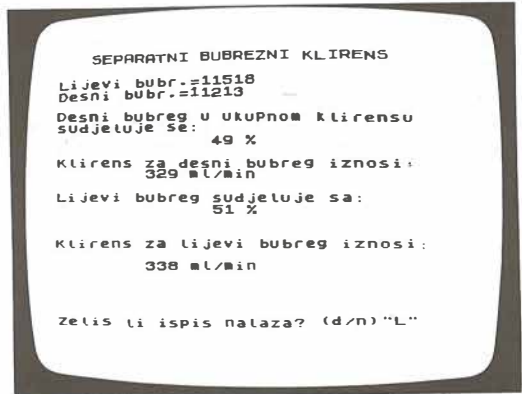 SEPARATNI BUBREZNI KLIRENS
Lijevi bubr.=11518
Desni bubr.=11213
Desni bubreg u ukupnom klirensu
sudjeluje se:
49 %
Klirens za desni bubreg iznosi:
329 ml/min
Lijevi bubreg sudjeluje sa:
51 %
Klirens za lijevi bubreg iznosi:
338 ml/min
Zelis li ispis nalaza? (d/n)"L"